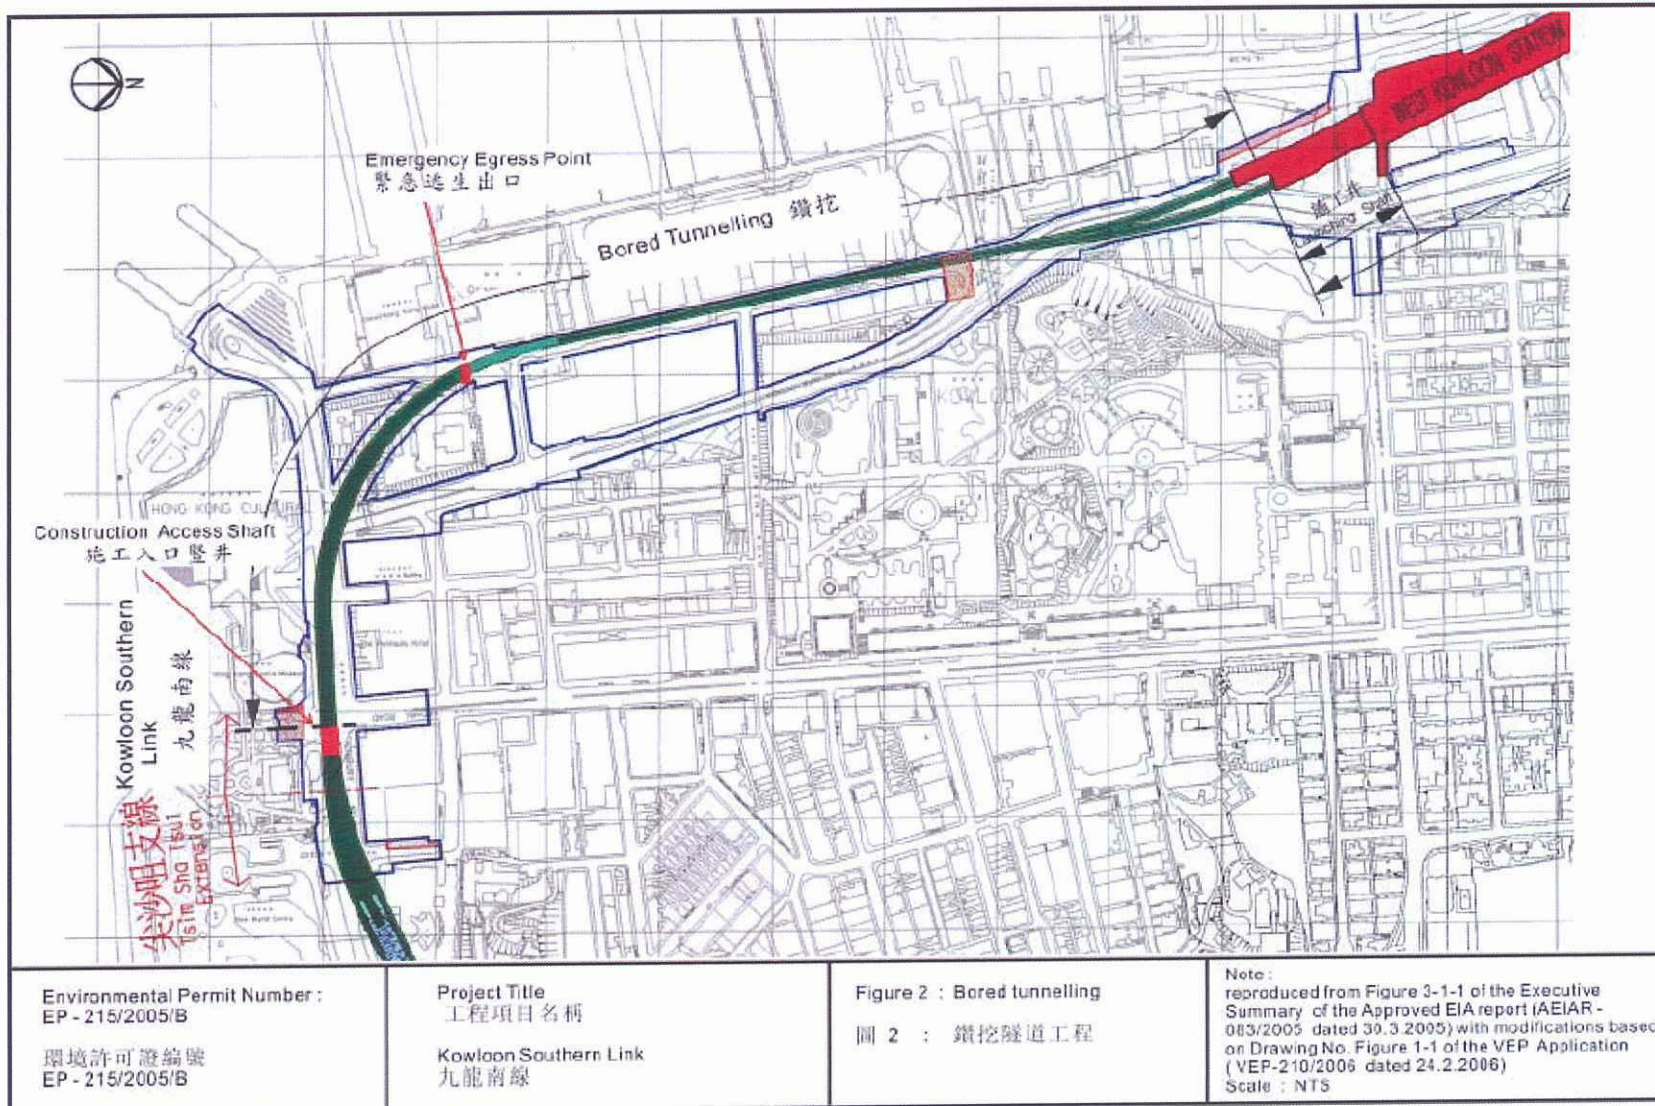 N
Emergency Egress Point
緊急逃生出口
Bored Tunnelling 鑽挖
WEST KOWLOON STATION
施工井
Launching Shaft
KOWLOON
HONG KONG CULTURAL
Construction Access Shaft
施工入口豎井
Kowloon Southern
Link
九龍南線
ROAD
尖沙咀支線
Tsim Sha Tsui
Extension
Environmental Permit Number :
EP - 215/2005/B
環境許可證編號
EP - 215/2005/B
Project Title
工程項目名稱
Kowloon Southern Link
九龍南線
Figure 2 : Bored tunnelling
圖 2 : 鑽挖隧道工程
Note :
reproduced from Figure 3-1-1 of the Executive
Summary of the Approved EIA report (AEIAR -
083/2005 dated 30.3.2005) with modifications based
on Drawing No. Figure 1-1 of the VEP Application
( VEP-210/2006 dated 24.2.2006)
Scale : NTS